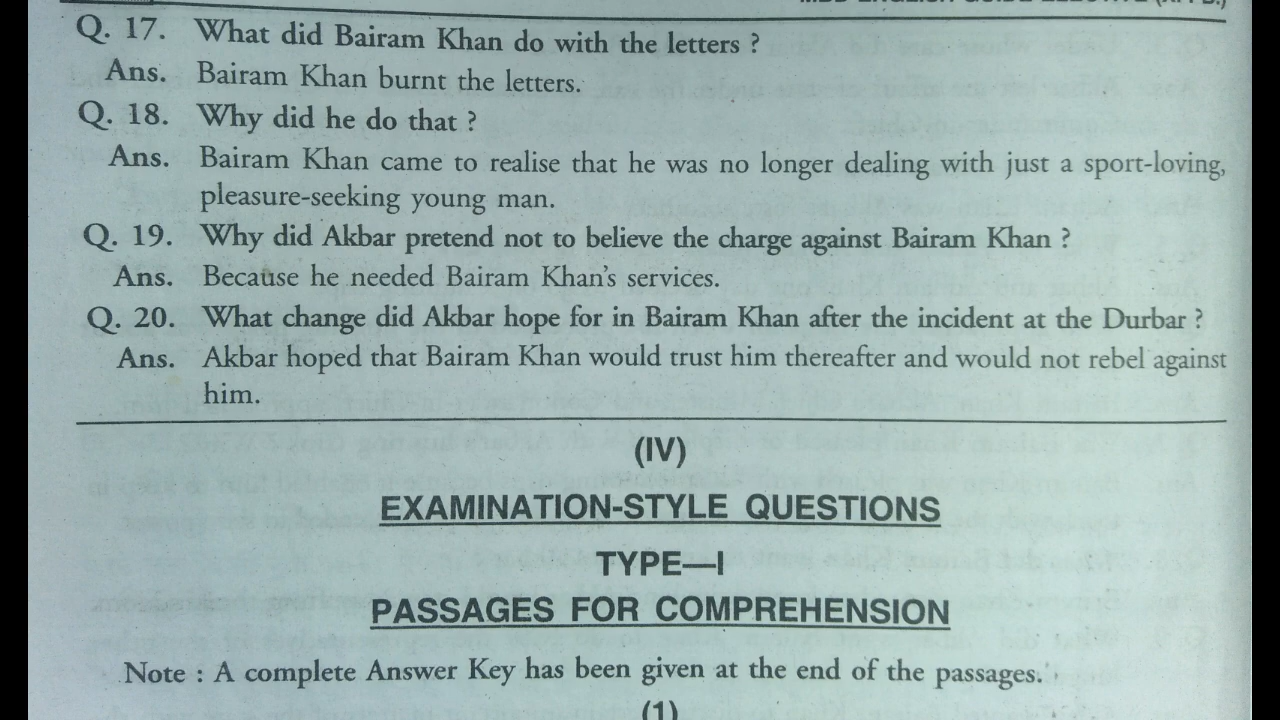 Q. 17. What did Bairam Khan do with the letters ?
Ans. Bairam Khan burnt the letters.
Q. 18. Why did he do that ?
Ans. Bairam Khan came to realise that he was no longer dealing with just a sport-loving,
pleasure-seeking young man.
Q. 19. Why did Akbar pretend not to believe the charge against Bairam Khan ?
Ans. Because he needed Bairam Khan's services.
Q. 20. What change did Akbar hope for in Bairam Khan after the incident at the Durbar ?
Ans. Akbar hoped that Bairam Khan would trust him thereafter and would not rebel against
him.
(IV)
EXAMINATION-STYLE QUESTIONS
TYPE—I
PASSAGES FOR COMPREHENSION
Note : A complete Answer Key has been given at the end of the passages.
(1)